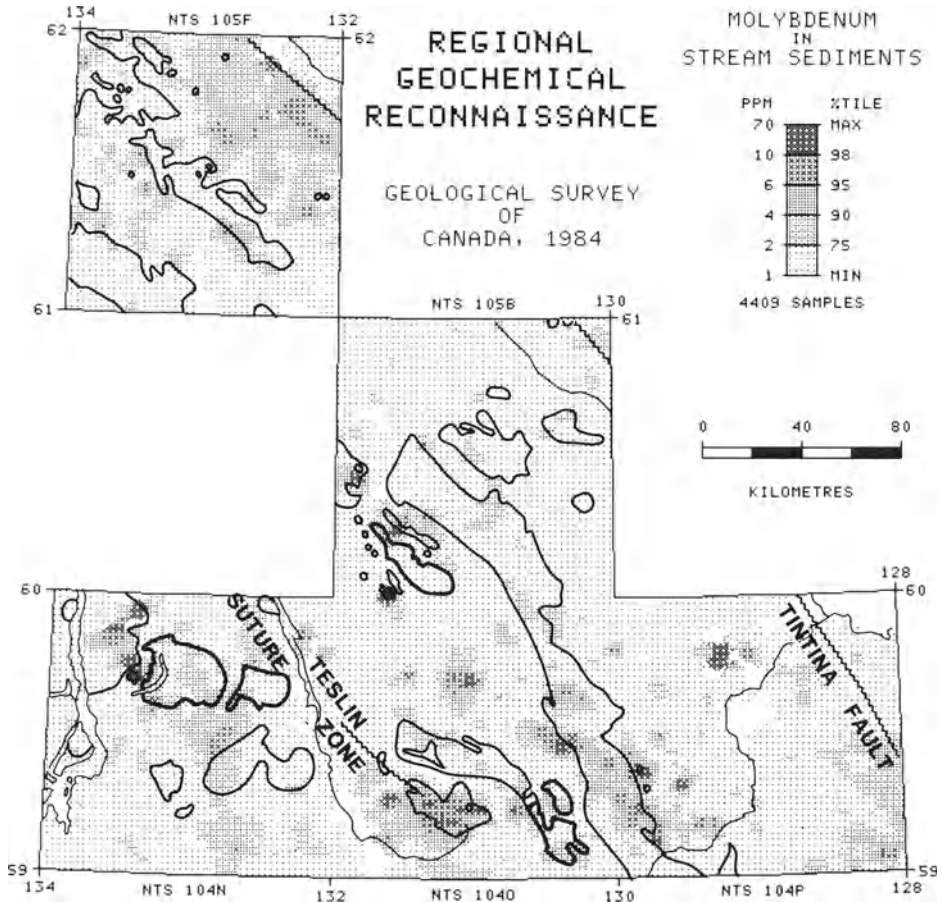 134 NTS 105F 132
62 62
REGIONAL
GEOCHEMICAL
RECONNAISSANCE
GEOLOGICAL SURVEY
OF
CANADA, 1984
MOLYBDENUM
IN
STREAM SEDIMENTS
PPM %TILE
70 MAX
10 98
6 95
4 90
2 75
1 MIN
4409 SAMPLES
61 NTS 105B 130
61
0 40 80
KILOMETRES
60 128
60
SUTURE
TESLIN
ZONE
TINTINA
FAULT
59 59
134 NTS 104N 132 NTS 104O 130 NTS 104P 128